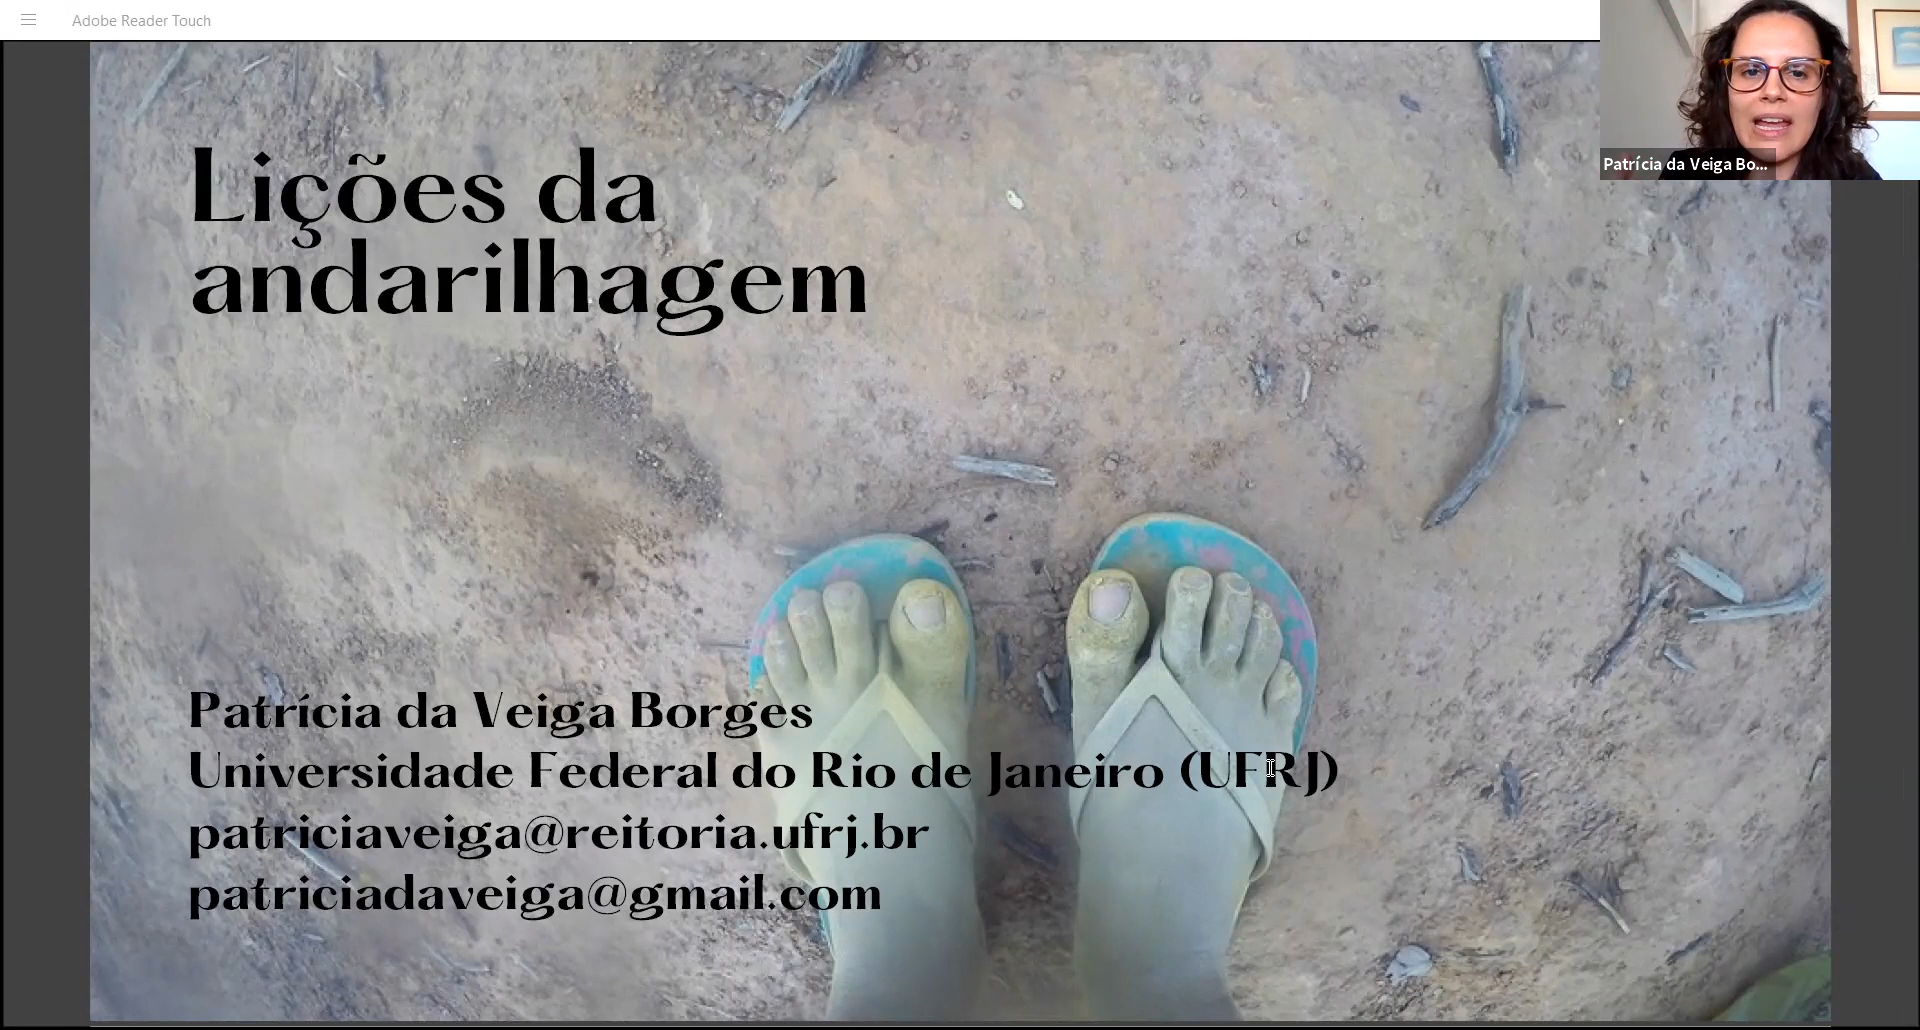 Adobe Reader Touch
Patrícia da Veiga Bo...
Lições da
andarilhagem
Patrícia da Veiga Borges
Universidade Federal do Rio de Janeiro (UFRJ)
patriciaveiga@reitoria.ufrj.br
patriciadaveiga@gmail.com